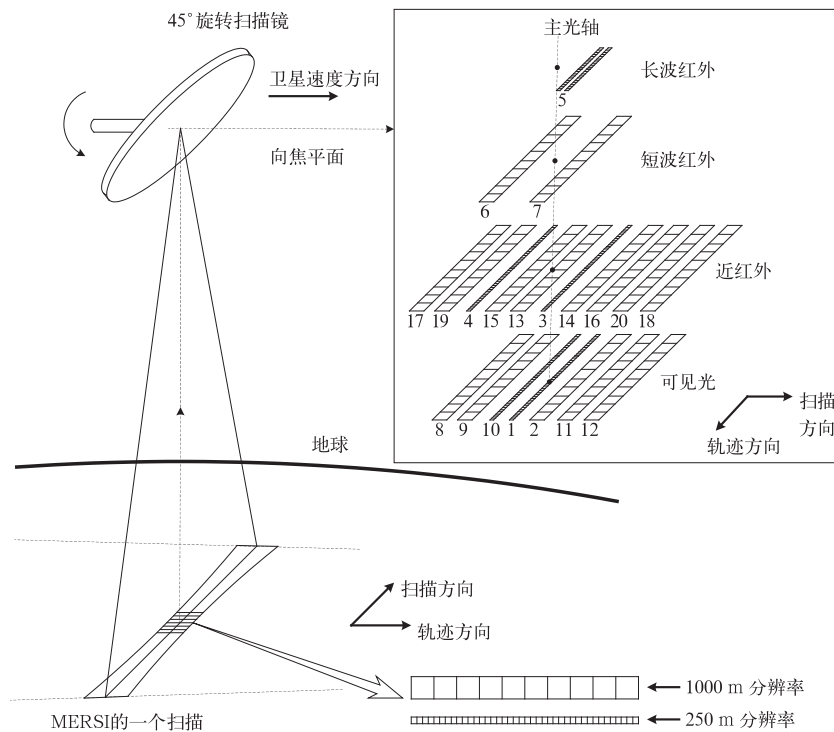 45°旋转扫描镜
卫星速度方向
向焦平面
主光轴
长波红外
5
短波红外
6 7
近红外
17 19 4 15 13 3 14 16 20 18
可见光
8 9 10 1 2 11 12
扫描
方向
轨迹方向
地球
扫描方向
轨迹方向
1000 m 分辨率
250 m 分辨率
MERSI的一个扫描